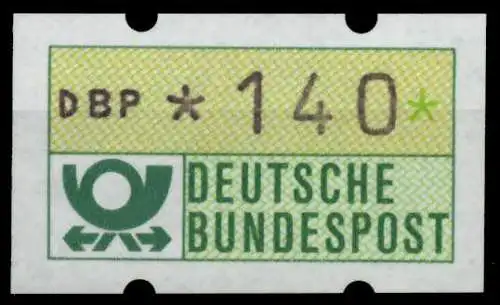 DBP *140*
DEUTSCHE
BUNDESPOST